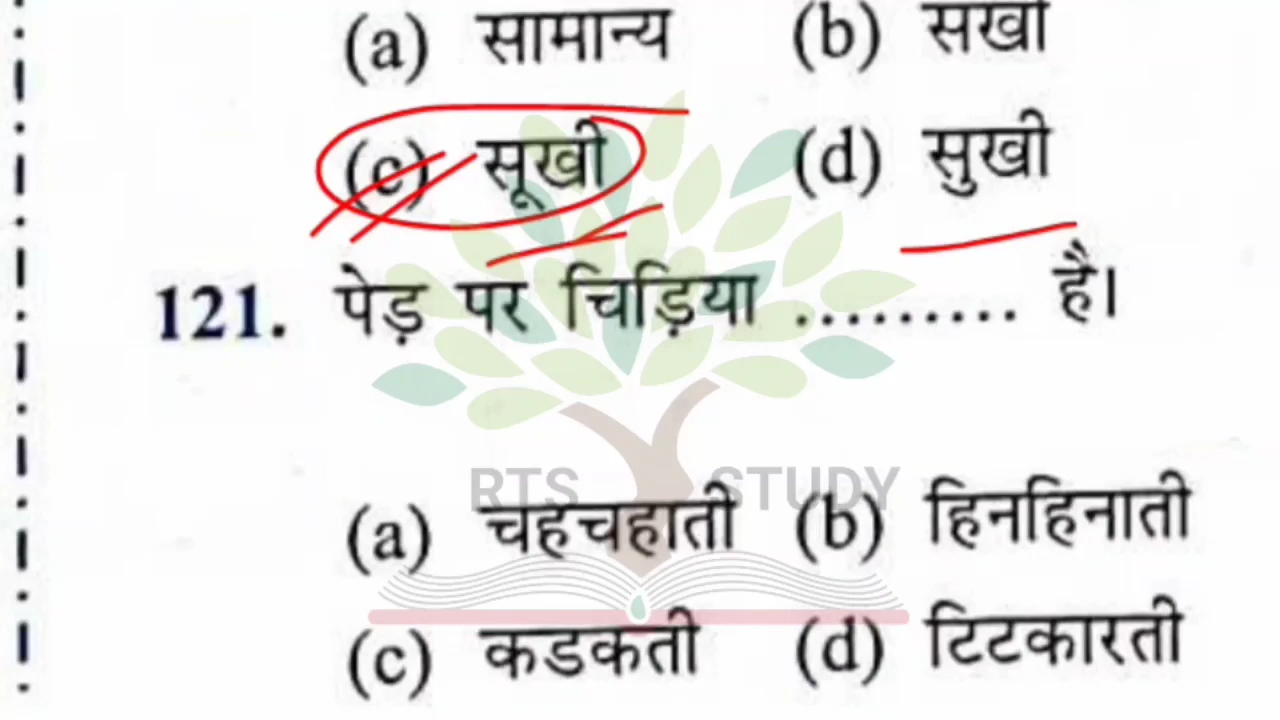 (a) सामान्य (b) सखी
(c) सूखी (d) सुखी
121. पेड़ पर चिड़िया ......... है।
RTS STUDY
(a) चहचहाती (b) हिनहिनाती
(c) कडकती (d) टिटकारती